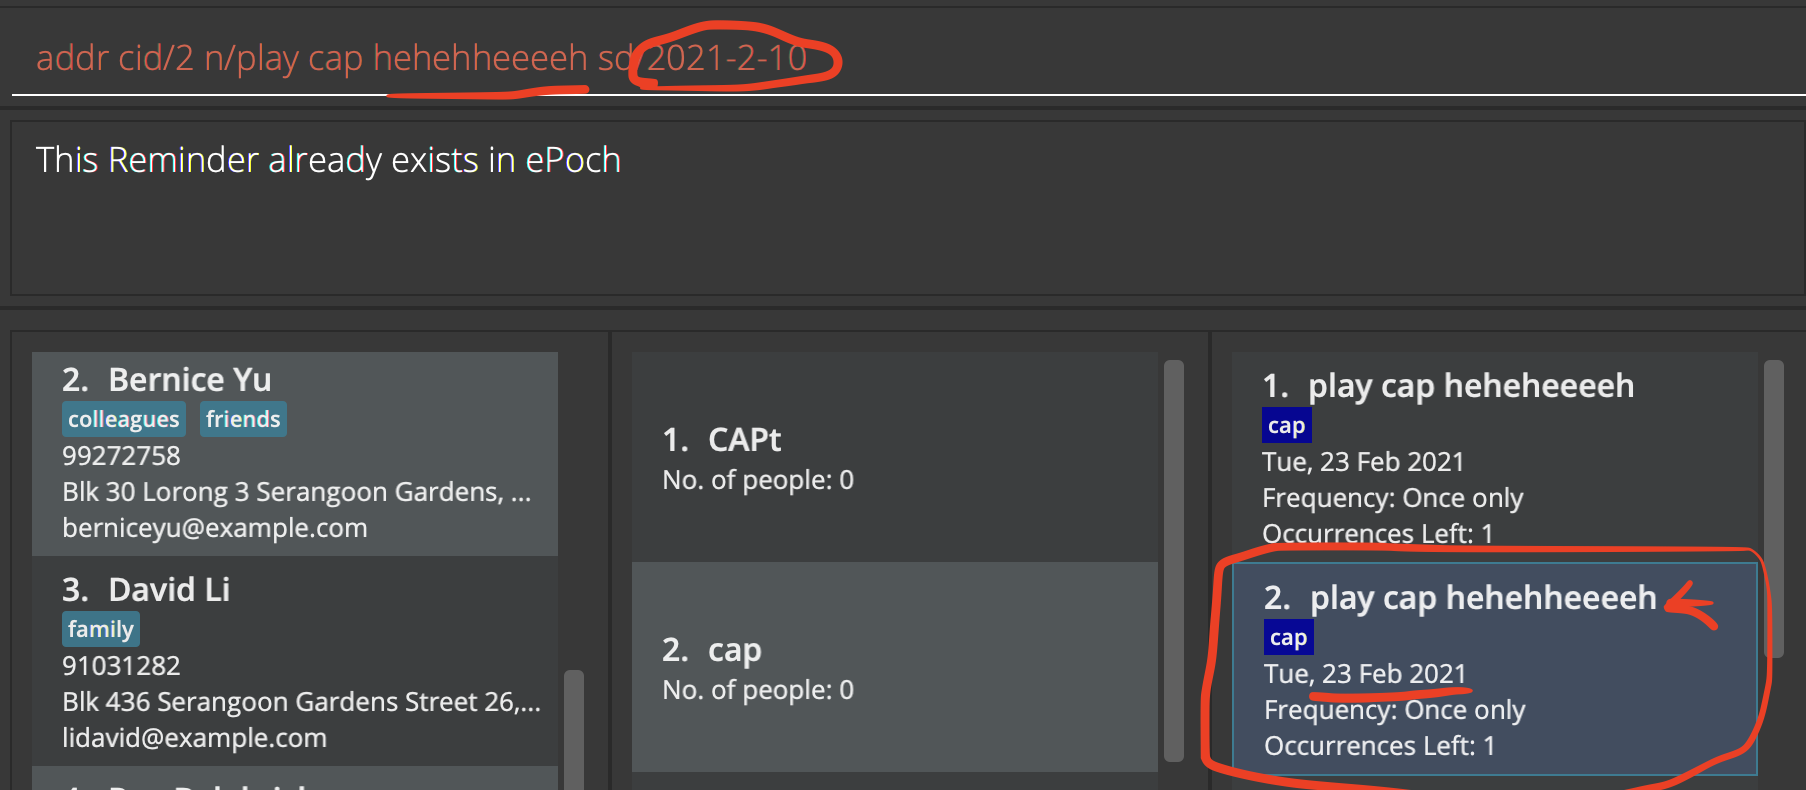 addr cid/2 n/play cap hehehheeeeh sd/2021-2-10
This Reminder already exists in ePoch
2. Bernice Yu
colleagues friends
99272758
Blk 30 Lorong 3 Serangoon Gardens, ...
berniceyu@example.com
3. David Li
family
91031282
Blk 436 Serangoon Gardens Street 26,...
lidavid@example.com
1. CAPt
No. of people: 0
2. cap
No. of people: 0
1. play cap heheheeeeh
cap
Tue, 23 Feb 2021
Frequency: Once only
Occurrences Left: 1
2. play cap hehehheeeeh
cap
Tue, 23 Feb 2021
Frequency: Once only
Occurrences Left: 1